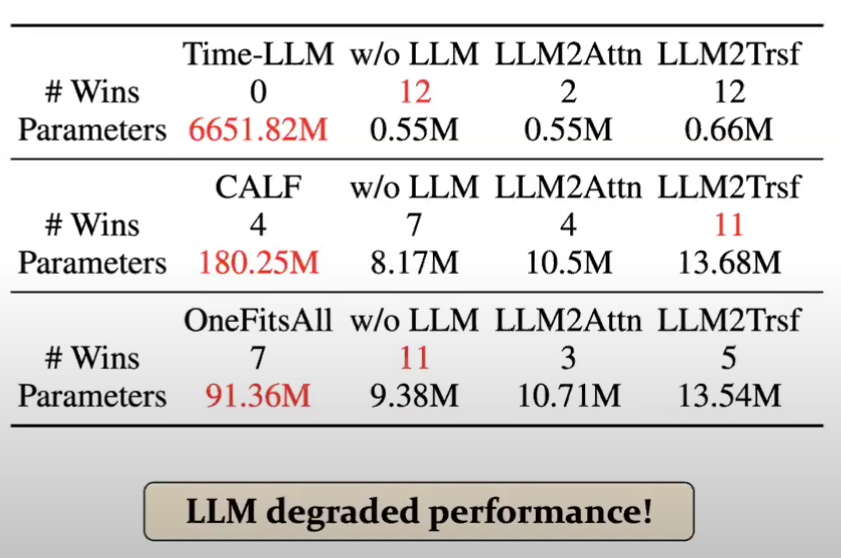 Time-LLM w/o LLM LLM2Attn LLM2Trsf
# Wins 0 12 2 12
Parameters 6651.82M 0.55M 0.55M 0.66M
CALF w/o LLM LLM2Attn LLM2Trsf
# Wins 4 7 4 11
Parameters 180.25M 8.17M 10.5M 13.68M
OneFitsAll w/o LLM LLM2Attn LLM2Trsf
# Wins 7 11 3 5
Parameters 91.36M 9.38M 10.71M 13.54M
LLM degraded performance!